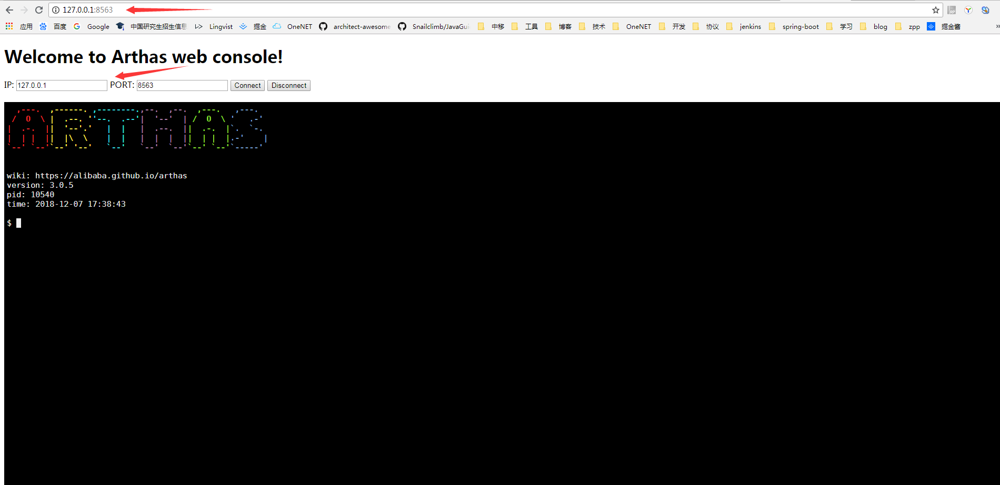 127.0.0.1:8563
应用 百度 Google 中国研究生招生信息 Lingvist 掘金 OneNET architect-awesome Snailclimb/JavaGui 中移 工具 博客 技术 OneNET 开发 协议 jenkins spring-boot 学习 blog zpp 掘金酱 »
Welcome to Arthas web console!
IP: 127.0.0.1 PORT: 8563 Connect Disconnect
ARTHAS
wiki: https://alibaba.github.io/arthas
version: 3.0.5
pid: 10540
time: 2018-12-07 17:38:43
$